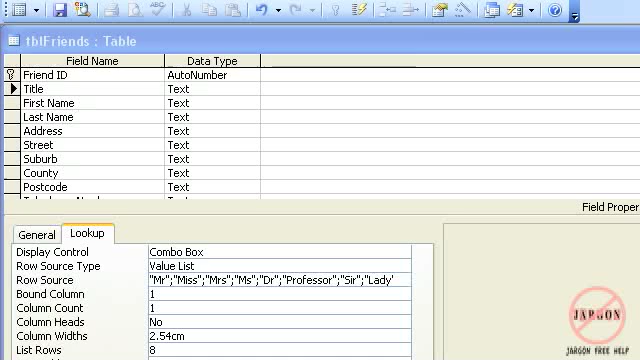 tblFriends : Table
Field Name Data Type
Friend ID AutoNumber
Title Text
First Name Text
Last Name Text
Address Text
Street Text
Suburb Text
County Text
Postcode Text
Field Proper
General Lookup
Display Control Combo Box
Row Source Type Value List
Row Source "Mr";"Miss";"Mrs";"Ms";"Dr";"Professor";"Sir";"Lady'
Bound Column 1
Column Count 1
Column Heads No
Column Widths 2.54cm
List Rows 8
JARGON
JARGON FREE HELP